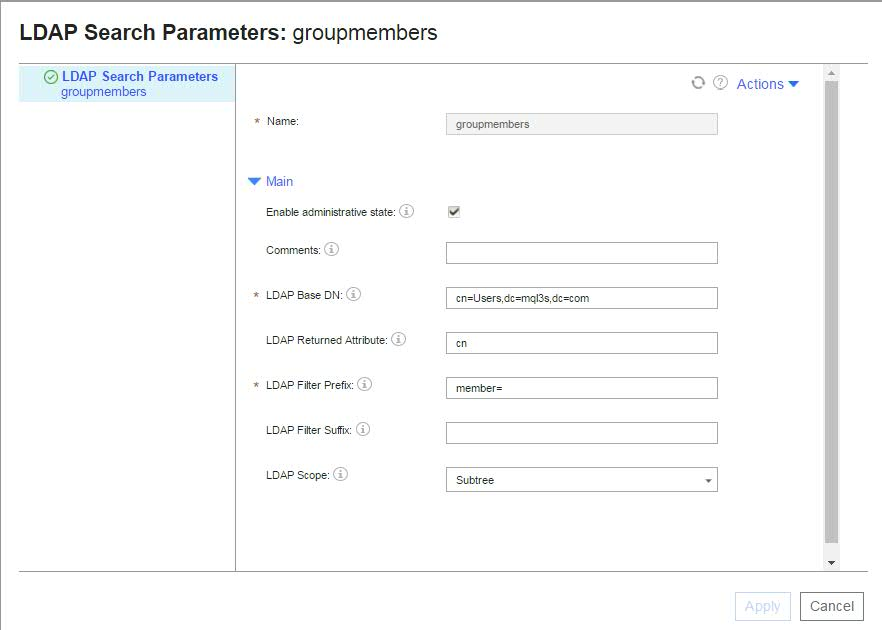 LDAP Search Parameters: groupmembers
LDAP Search Parameters
groupmembers
Actions
* Name:
groupmembers
Main
Enable administrative state:
Comments:
* LDAP Base DN:
cn=Users,dc=mql3s,dc=com
LDAP Returned Attribute:
cn
* LDAP Filter Prefix:
member=
LDAP Filter Suffix:
LDAP Scope:
Subtree
Apply
Cancel